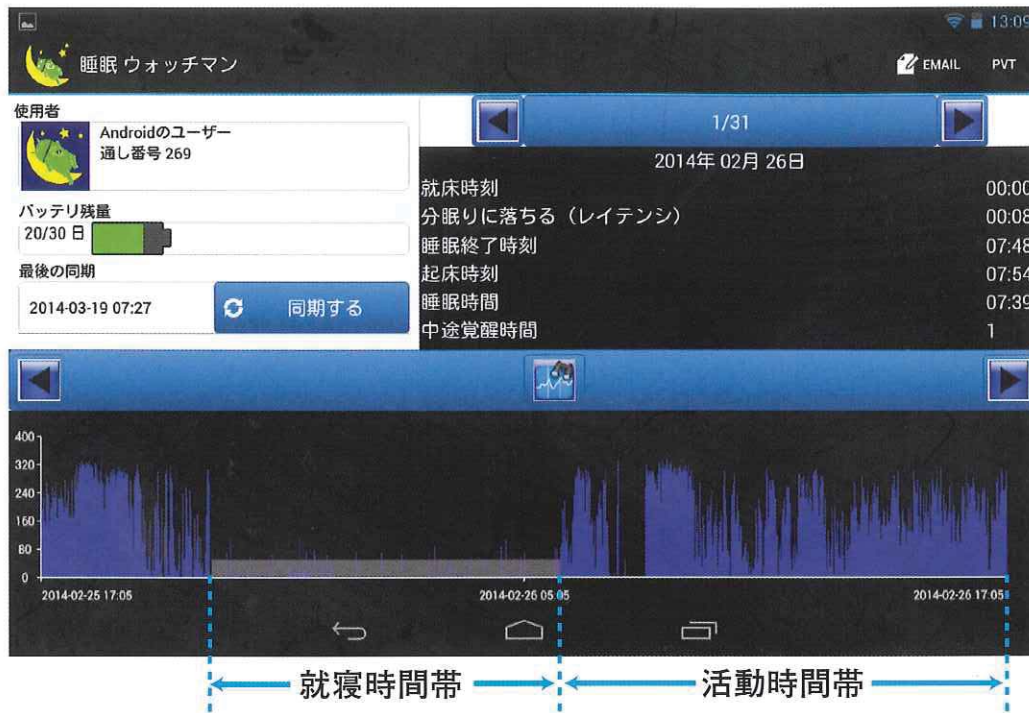 13:09
睡眠 ウォッチマン
EMAIL PVT
使用者
Androidのユーザー
通し番号 269
バッテリ残量
20/30 日
最後の同期
2014-03-19 07:27
同期する
1/31
2014年 02月 26日
就床時刻 00:00
分眠りに落ちる（レイテンシ） 00:08
睡眠終了時刻 07:48
起床時刻 07:54
睡眠時間 07:39
中途覚醒時間 1
400
320
240
160
80
0
2014-02-25 17:05
2014-02-26 05:05
2014-02-26 17:05
就寝時間帯
活動時間帯